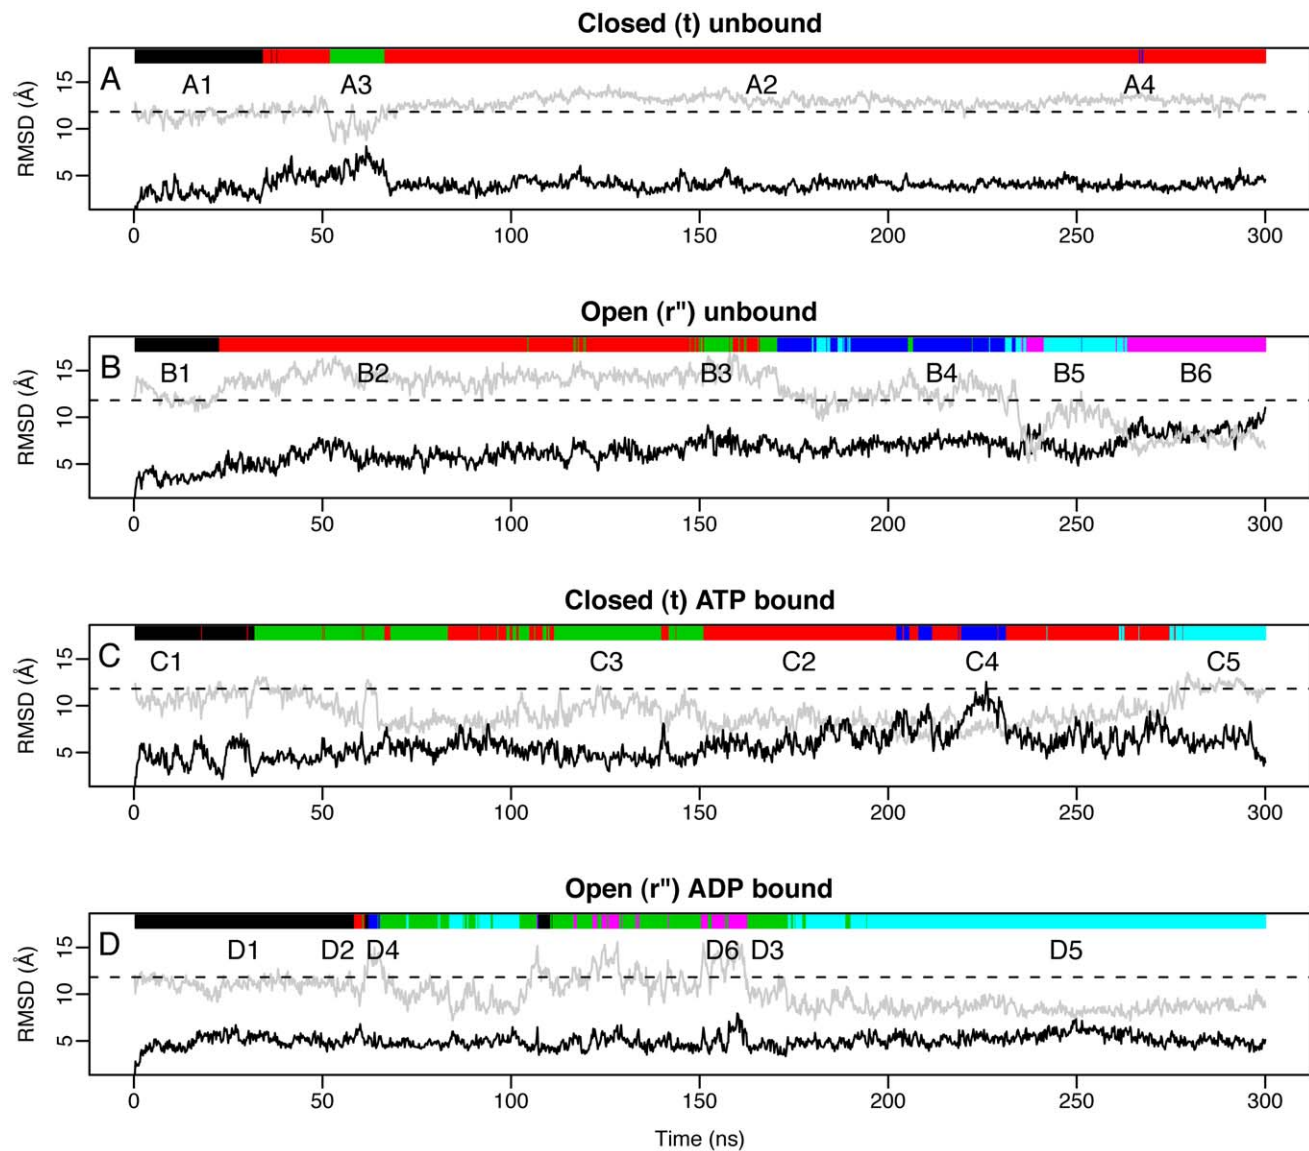 Closed (t) unbound
A
A1 A3 A2 A4
RMSD (Å)
15
10
5
0 50 100 150 200 250 300
Open (r") unbound
B
B1 B2 B3 B4 B5 B6
RMSD (Å)
15
10
5
0 50 100 150 200 250 300
Closed (t) ATP bound
C
C1 C3 C2 C4 C5
RMSD (Å)
15
10
5
0 50 100 150 200 250 300
Open (r") ADP bound
D
D1 D2 D4 D6 D3 D5
RMSD (Å)
15
10
5
0 50 100 150 200 250 300
Time (ns)